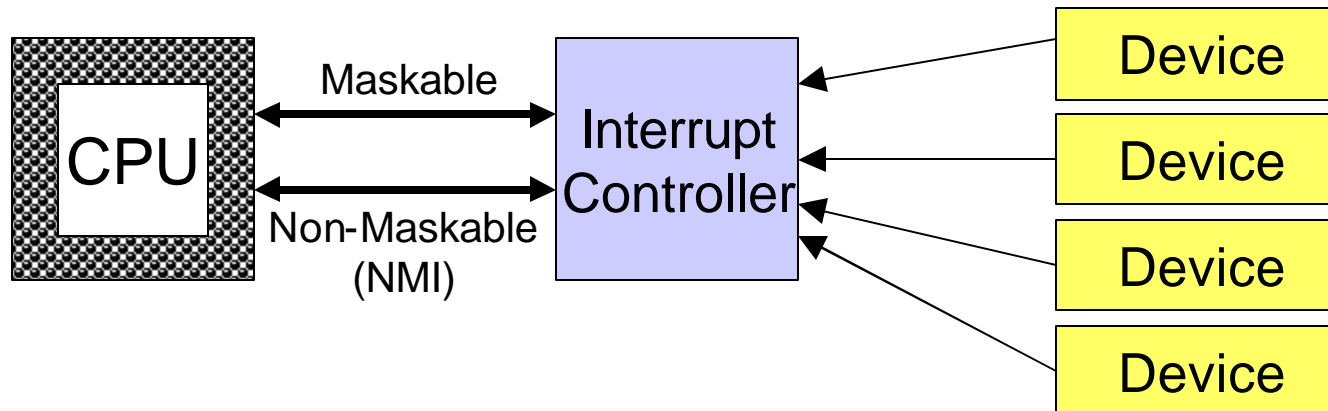 CPU
Maskable
Non-Maskable
(NMI)
Interrupt
Controller
Device
Device
Device
Device